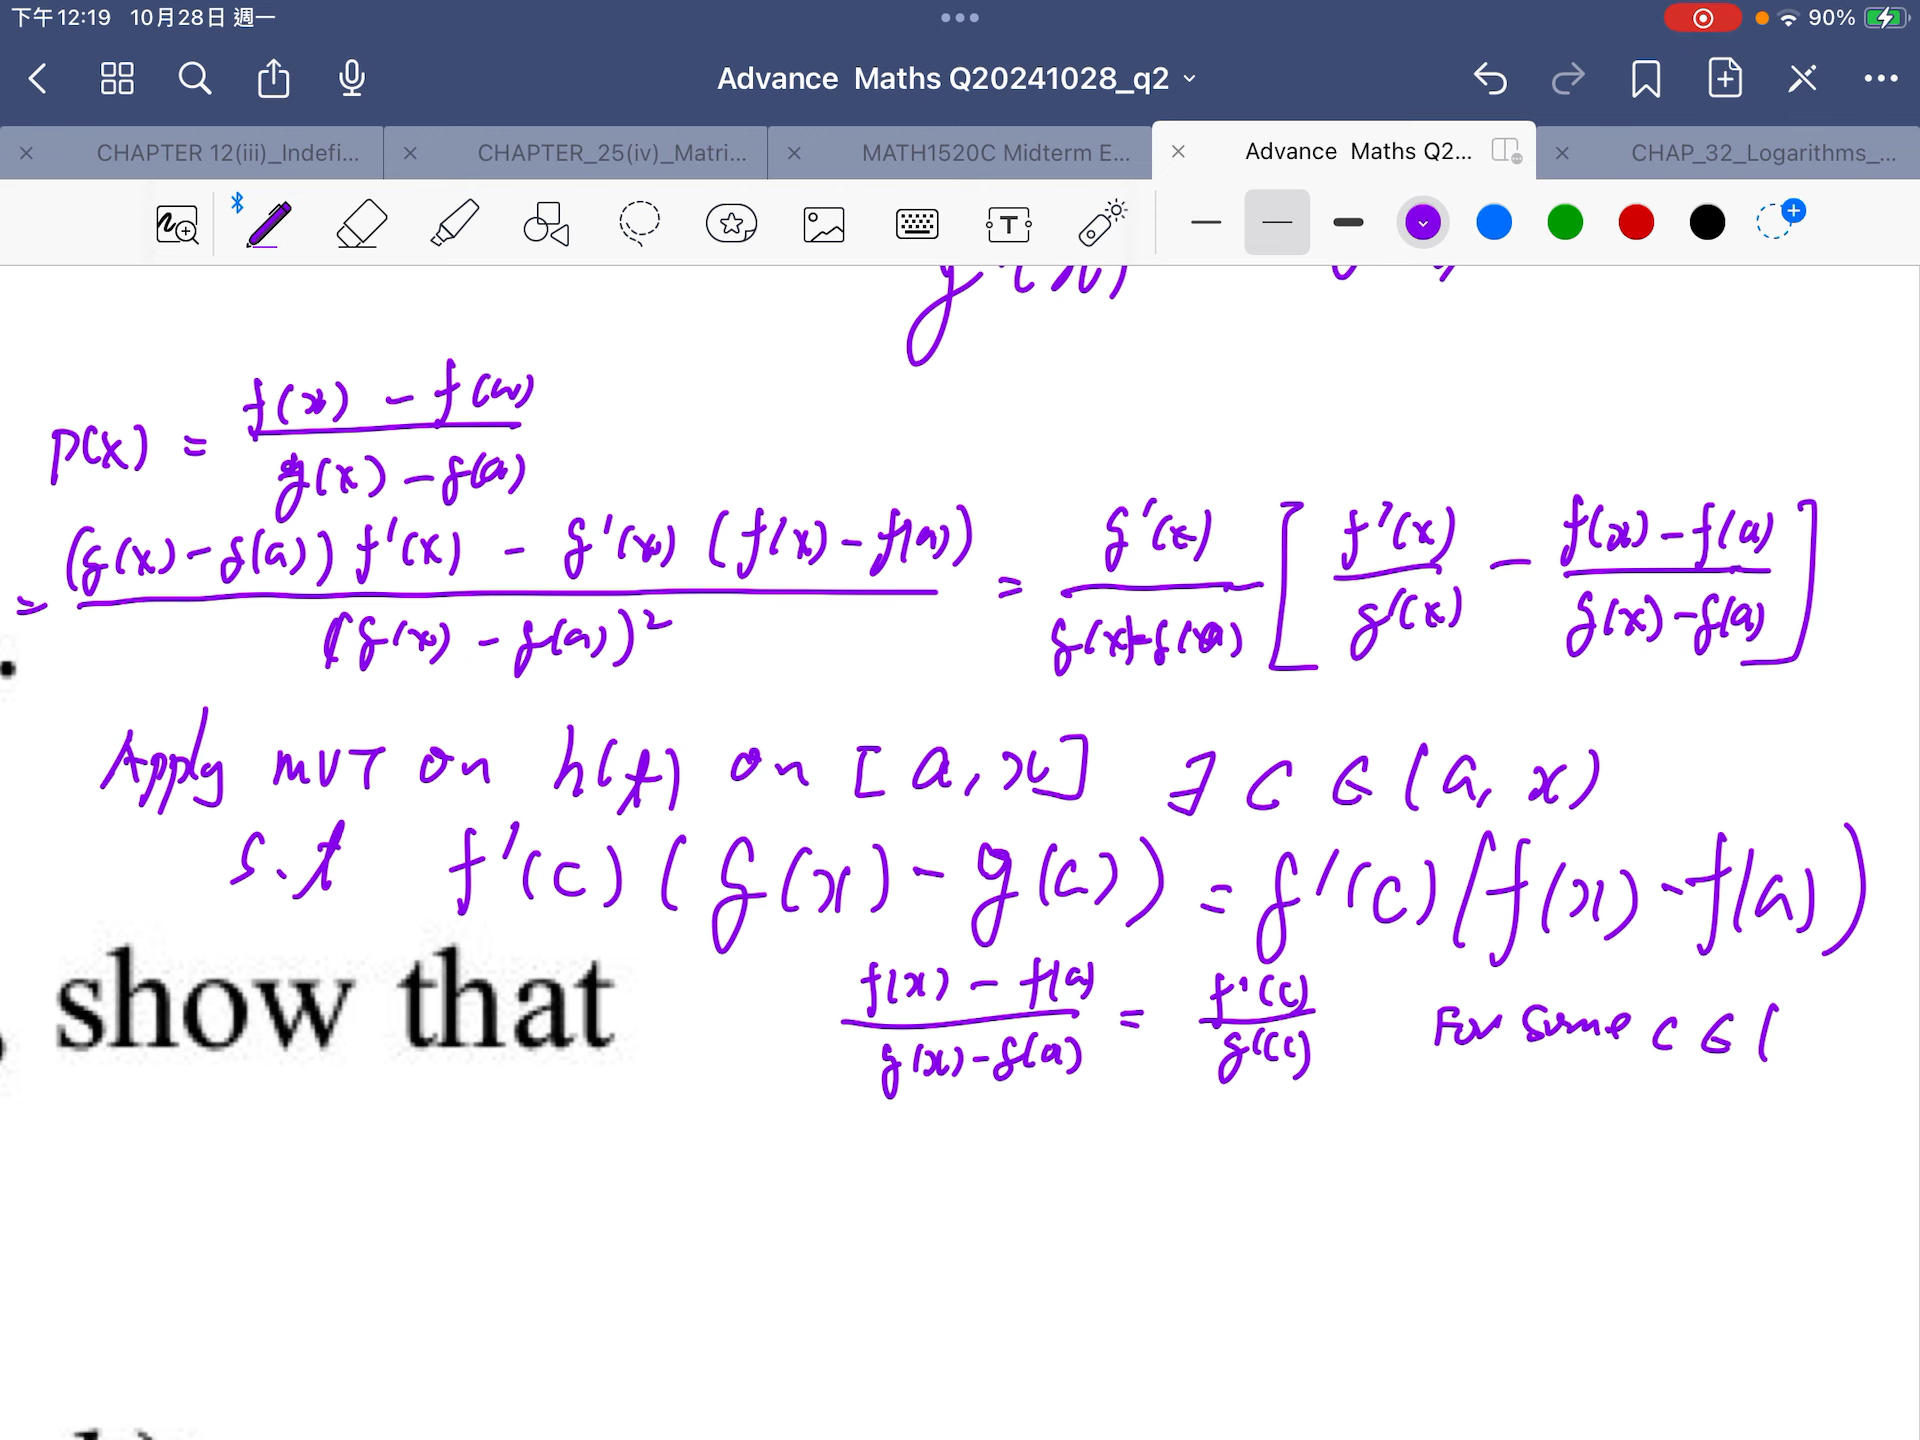 下午12:19 10月28日 週一
90%
Advance Maths Q20241028_q2
CHAPTER 12(iii)_Indefi...
CHAPTER_25(iv)_Matri...
MATH1520C Midterm E...
Advance Maths Q2...
CHAP_32_Logarithms_...
T
g'(x)
P(x) = (f(x) - f(a)) / (g(x) - g(a))
= ((g(x) - g(a)) f'(x) - g'(x) (f(x) - f(a))) / (g(x) - g(a))² = g'(x) / (g(x) - g(a)) [ f'(x) / g'(x) - (f(x) - f(a)) / (g(x) - g(a)) ]
Apply MVT on h(t) on [a, x] ∃ c ∈ (a, x)
s.t f'(c) (g(x) - g(a)) = g'(c) (f(x) - f(a))
show that
(f(x) - f(a)) / (g(x) - g(a)) = f'(c) / g'(c) For some c ∈ (